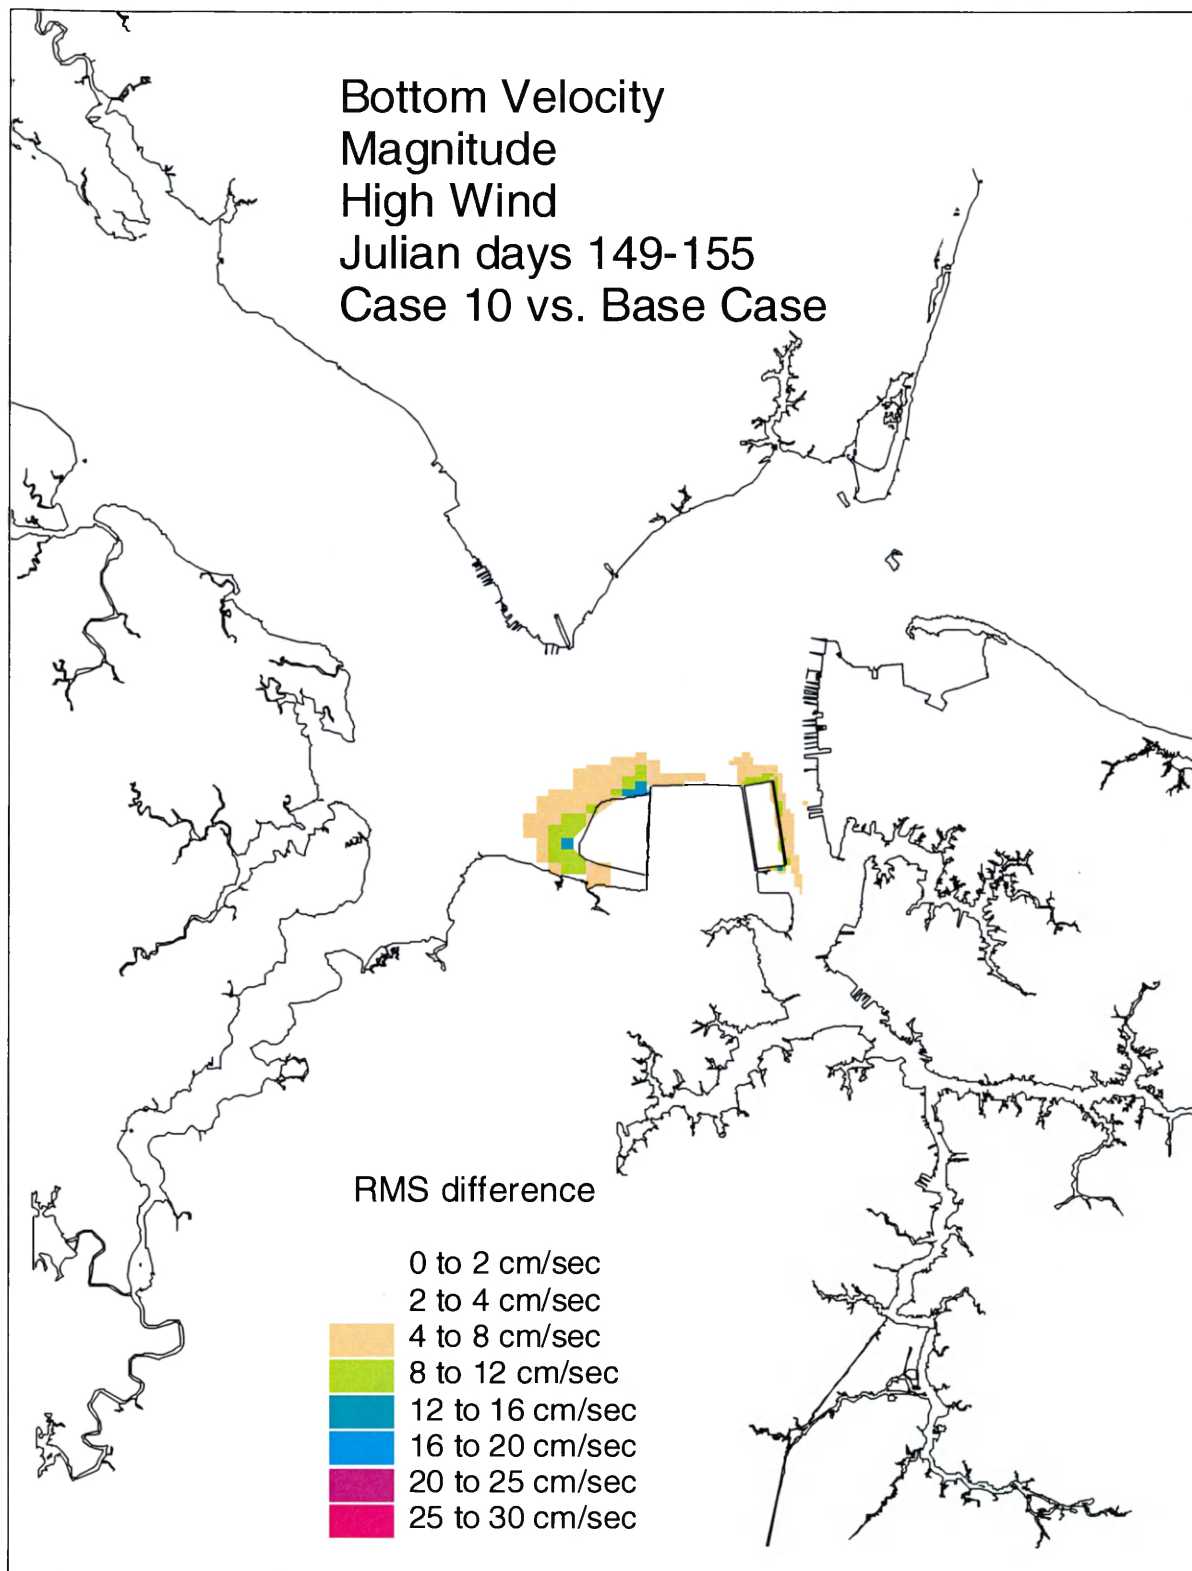 Bottom Velocity
Magnitude
High Wind
Julian days 149-155
Case 10 vs. Base Case
RMS difference
0 to 2 cm/sec
2 to 4 cm/sec
4 to 8 cm/sec
8 to 12 cm/sec
12 to 16 cm/sec
16 to 20 cm/sec
20 to 25 cm/sec
25 to 30 cm/sec